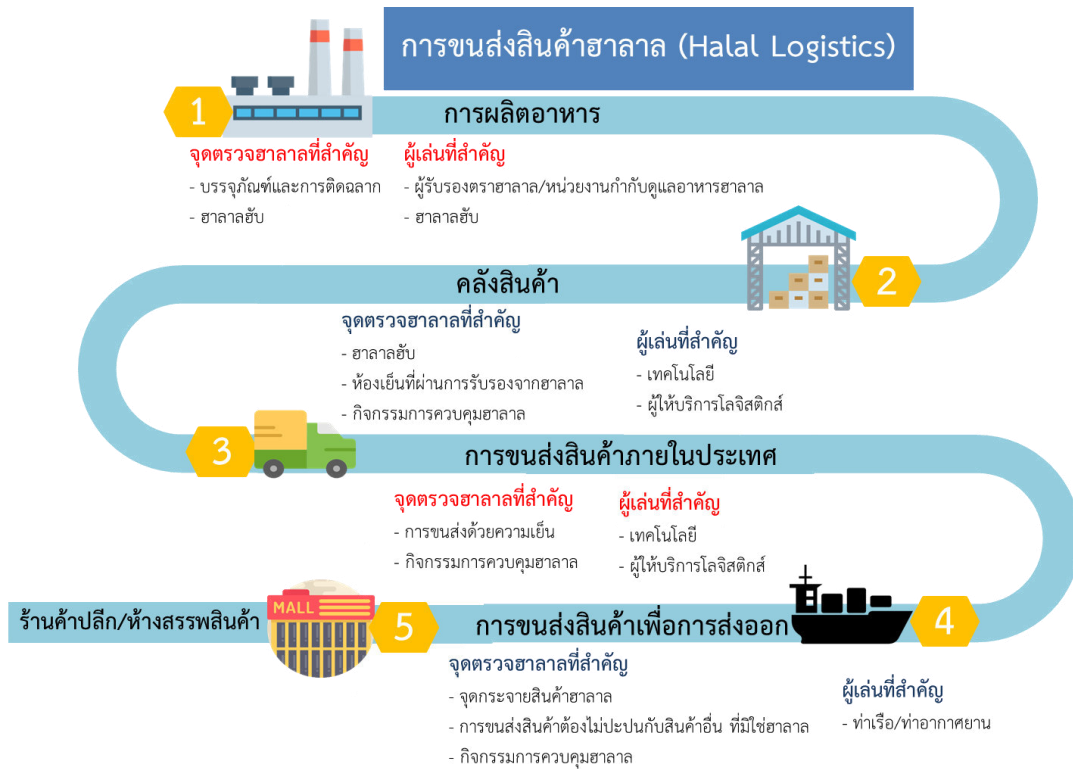 การขนส่งสินค้าฮาลาล (Halal Logistics)
1
การผลิตอาหาร
จุดตรวจฮาลาลที่สำคัญ
- บรรจุภัณฑ์และการติดฉลาก
- ฮาลาลฮับ
ผู้เล่นที่สำคัญ
- ผู้รับรองตราฮาลาล/หน่วยงานกำกับดูแลอาหารฮาลาล
- ฮาลาลฮับ
2
คลังสินค้า
จุดตรวจฮาลาลที่สำคัญ
- ฮาลาลฮับ
- ห้องเย็นที่ผ่านการรับรองจากฮาลาล
- กิจกรรมการควบคุมฮาลาล
ผู้เล่นที่สำคัญ
- เทคโนโลยี
- ผู้ให้บริการโลจิสติกส์
3
การขนส่งสินค้าภายในประเทศ
จุดตรวจฮาลาลที่สำคัญ
- การขนส่งด้วยความเย็น
- กิจกรรมการควบคุมฮาลาล
ผู้เล่นที่สำคัญ
- เทคโนโลยี
- ผู้ให้บริการโลจิสติกส์
4
การขนส่งสินค้าเพื่อการส่งออก
จุดตรวจฮาลาลที่สำคัญ
- จุดกระจายสินค้าฮาลาล
- การขนส่งสินค้าต้องไม่ปะปนกับสินค้าอื่น ที่มิใช่ฮาลาล
- กิจกรรมการควบคุมฮาลาล
ผู้เล่นที่สำคัญ
- ท่าเรือ/ท่าอากาศยาน
5
MALL
ร้านค้าปลีก/ห้างสรรพสินค้า